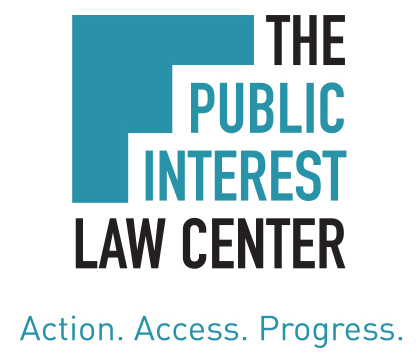 THE
PUBLIC
INTEREST
LAW CENTER
Action. Access. Progress.